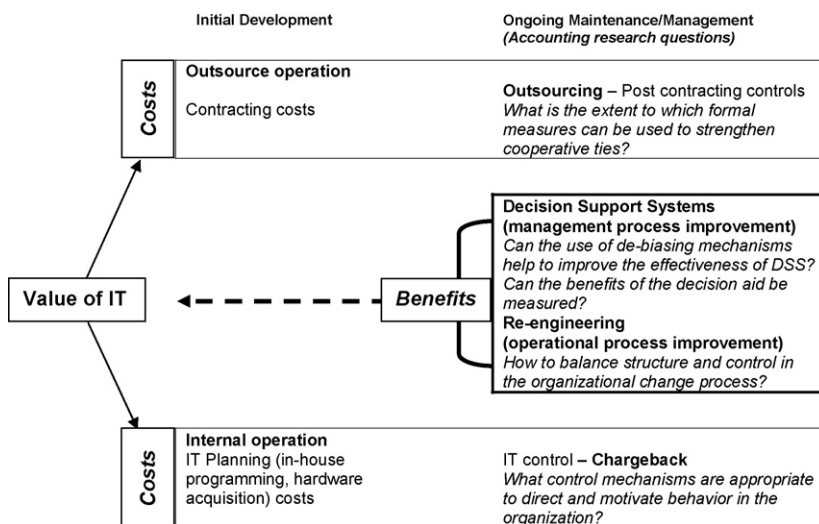 Initial Development
Ongoing Maintenance/Management
(Accounting research questions)
Costs
Outsource operation
Contracting costs
Outsourcing – Post contracting controls
What is the extent to which formal
measures can be used to strengthen
cooperative ties?
Value of IT
Benefits
Decision Support Systems
(management process improvement)
Can the use of de-biasing mechanisms
help to improve the effectiveness of DSS?
Can the benefits of the decision aid be
measured?
Re-engineering
(operational process improvement)
How to balance structure and control in
the organizational change process?
Costs
Internal operation
IT Planning (in-house
programming, hardware
acquisition) costs
IT control – Chargeback
What control mechanisms are appropriate
to direct and motivate behavior in the
organization?